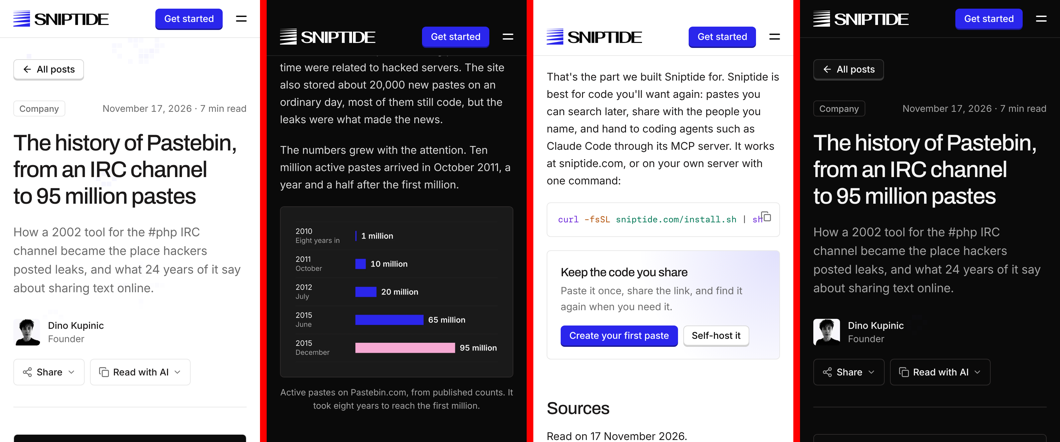 SNIPTIDE
Get started
All posts
Company
November 17, 2026 · 7 min read
The history of Pastebin,
from an IRC channel
to 95 million pastes
How a 2002 tool for the #php IRC
channel became the place hackers
posted leaks, and what 24 years of it say
about sharing text online.
Dino Kupinic
Founder
Share
Read with AI
SNIPTIDE
Get started
time were related to hacked servers. The site
also stored about 20,000 new pastes on an
ordinary day, most of them still code, but the
leaks were what made the news.
The numbers grew with the attention. Ten
million active pastes arrived in October 2011, a
year and a half after the first million.
2010
Eight years in
1 million
2011
October
10 million
2012
July
20 million
2015
June
65 million
2015
December
95 million
Active pastes on Pastebin.com, from published counts. It
took eight years to reach the first million.
SNIPTIDE
Get started
That's the part we built Sniptide for. Sniptide is
best for code you'll want again: pastes you
can search later, share with the people you
name, and hand to coding agents such as
Claude Code through its MCP server. It works
at sniptide.com, or on your own server with
one command:
curl -fsSL sniptide.com/install.sh | sh
Keep the code you share
Paste it once, share the link, and find it
again when you need it.
Create your first paste
Self-host it
Sources
Read on 17 November 2026.
SNIPTIDE
Get started
All posts
Company
November 17, 2026 · 7 min read
The history of Pastebin,
from an IRC channel
to 95 million pastes
How a 2002 tool for the #php IRC
channel became the place hackers
posted leaks, and what 24 years of it say
about sharing text online.
Dino Kupinic
Founder
Share
Read with AI